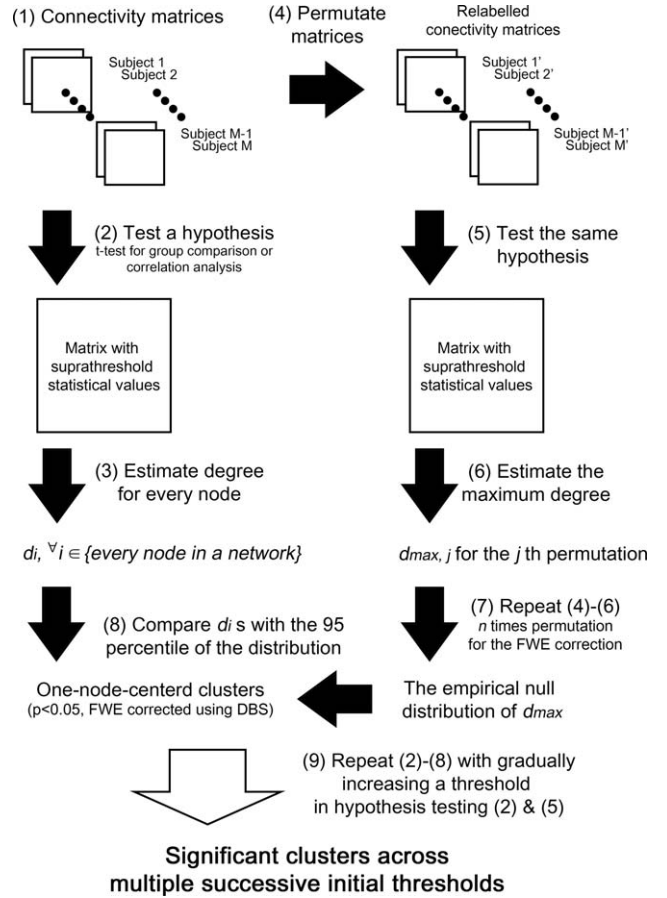 (1) Connectivity matrices
Subject 1
Subject 2
Subject M-1
Subject M
(4) Permutate
matrices
Relabelled
conectivity matrices
Subject 1'
Subject 2'
Subject M-1'
Subject M'
(2) Test a hypothesis
t-test for group comparison or
correlation analysis
(5) Test the same
hypothesis
Matrix with
suprathreshold
statistical values
Matrix with
suprathreshold
statistical values
(3) Estimate degree
for every node
(6) Estimate the
maximum degree
di, ∀i ∈ {every node in a network}
dmax, j for the j th permutation
(8) Compare di s with the 95
percentile of the distribution
(7) Repeat (4)-(6)
n times permutation
for the FWE correction
One-node-centerd clusters
(p<0.05, FWE corrected using DBS)
The empirical null
distribution of dmax
(9) Repeat (2)-(8) with gradually
increasing a threshold
in hypothesis testing (2) & (5)
Significant clusters across
multiple successive initial thresholds